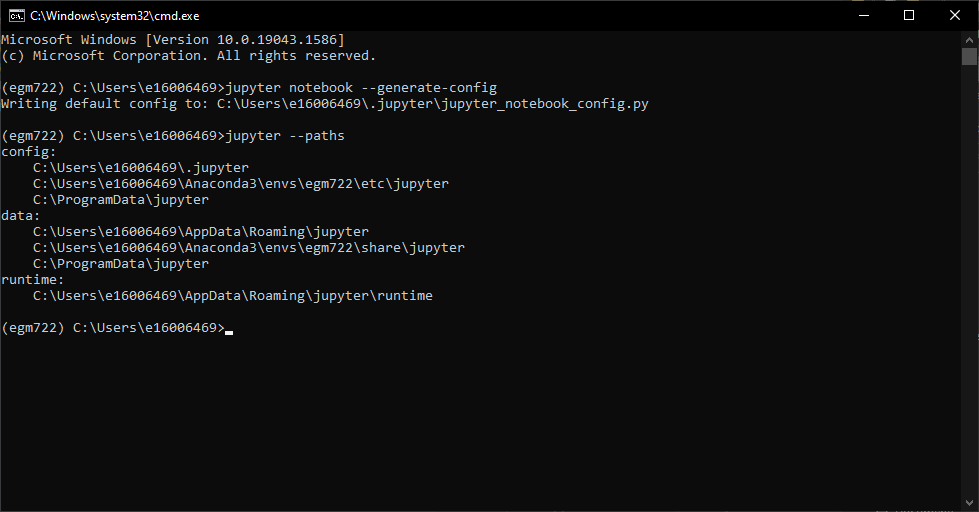 C:\Windows\system32\cmd.exe
Microsoft Windows [Version 10.0.19043.1586]
(c) Microsoft Corporation. All rights reserved.
(egm722) C:\Users\e16006469>jupyter notebook --generate-config
Writing default config to: C:\Users\e16006469\.jupyter\jupyter_notebook_config.py
(egm722) C:\Users\e16006469>jupyter --paths
config:
    C:\Users\e16006469\.jupyter
    C:\Users\e16006469\Anaconda3\envs\egm722\etc\jupyter
    C:\ProgramData\jupyter
data:
    C:\Users\e16006469\AppData\Roaming\jupyter
    C:\Users\e16006469\Anaconda3\envs\egm722\share\jupyter
    C:\ProgramData\jupyter
runtime:
    C:\Users\e16006469\AppData\Roaming\jupyter\runtime
(egm722) C:\Users\e16006469>